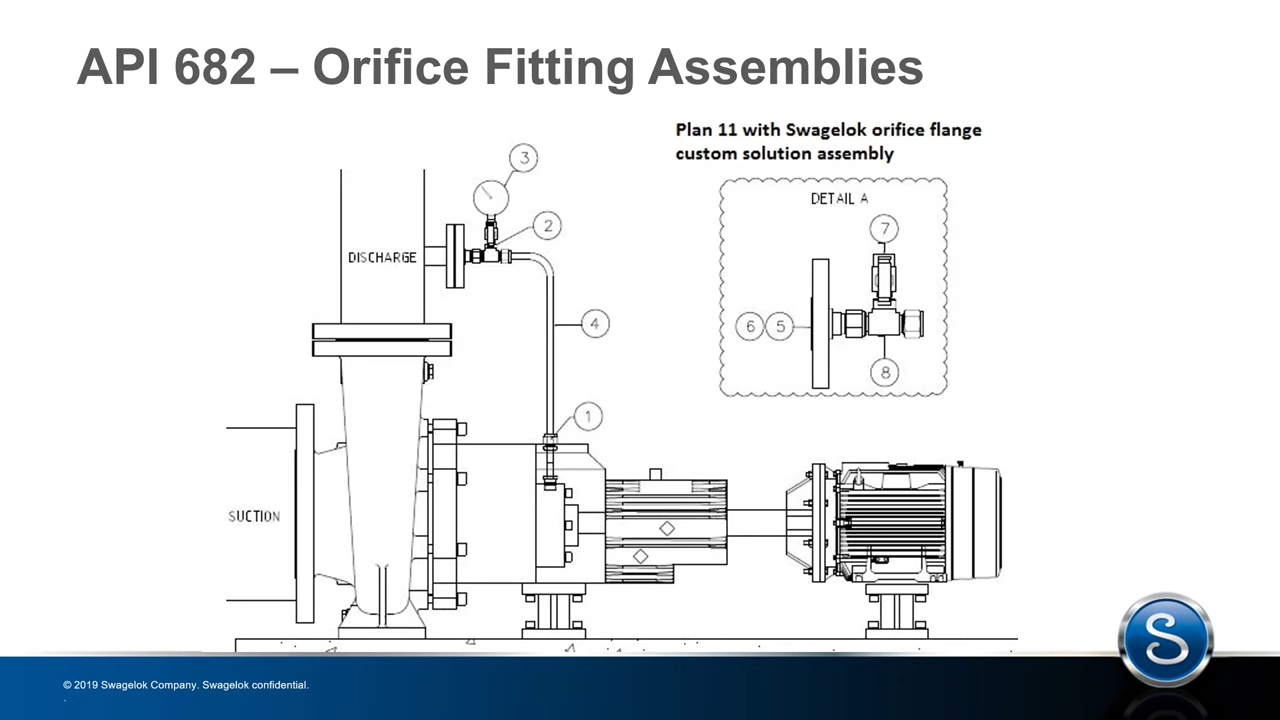 API 682 – Orifice Fitting Assemblies
Plan 11 with Swagelok orifice flange
custom solution assembly
DETAIL A
3
2
7
DISCHARGE
4
6
5
8
1
SUCTION
S
© 2019 Swagelok Company. Swagelok confidential.
.